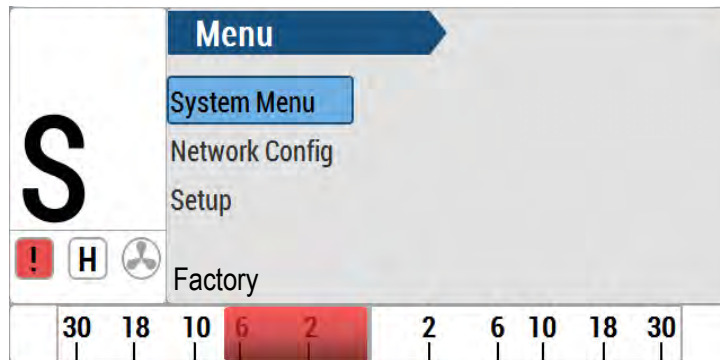 Menu
System Menu
Network Config
S
Setup
! H
Factory
30 18 10 6 2 2 6 10 18 30